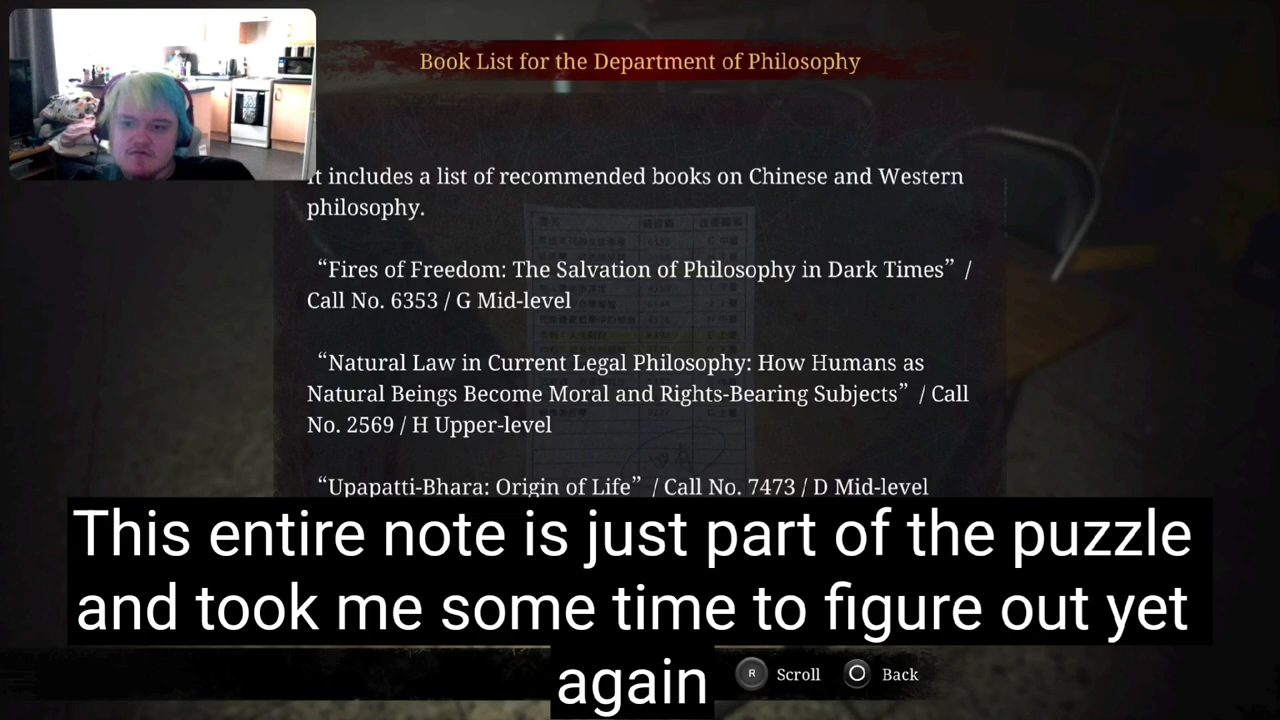 Book List for the Department of Philosophy
It includes a list of recommended books on Chinese and Western
philosophy.
“Fires of Freedom: The Salvation of Philosophy in Dark Times” /
Call No. 6353 / G Mid-level
“Natural Law in Current Legal Philosophy: How Humans as
Natural Beings Become Moral and Rights-Bearing Subjects” / Call
No. 2569 / H Upper-level
“Upapatti-Bhara: Origin of Life” / Call No. 7473 / D Mid-level
This entire note is just part of the puzzle
and took me some time to figure out yet
again
R Scroll Back